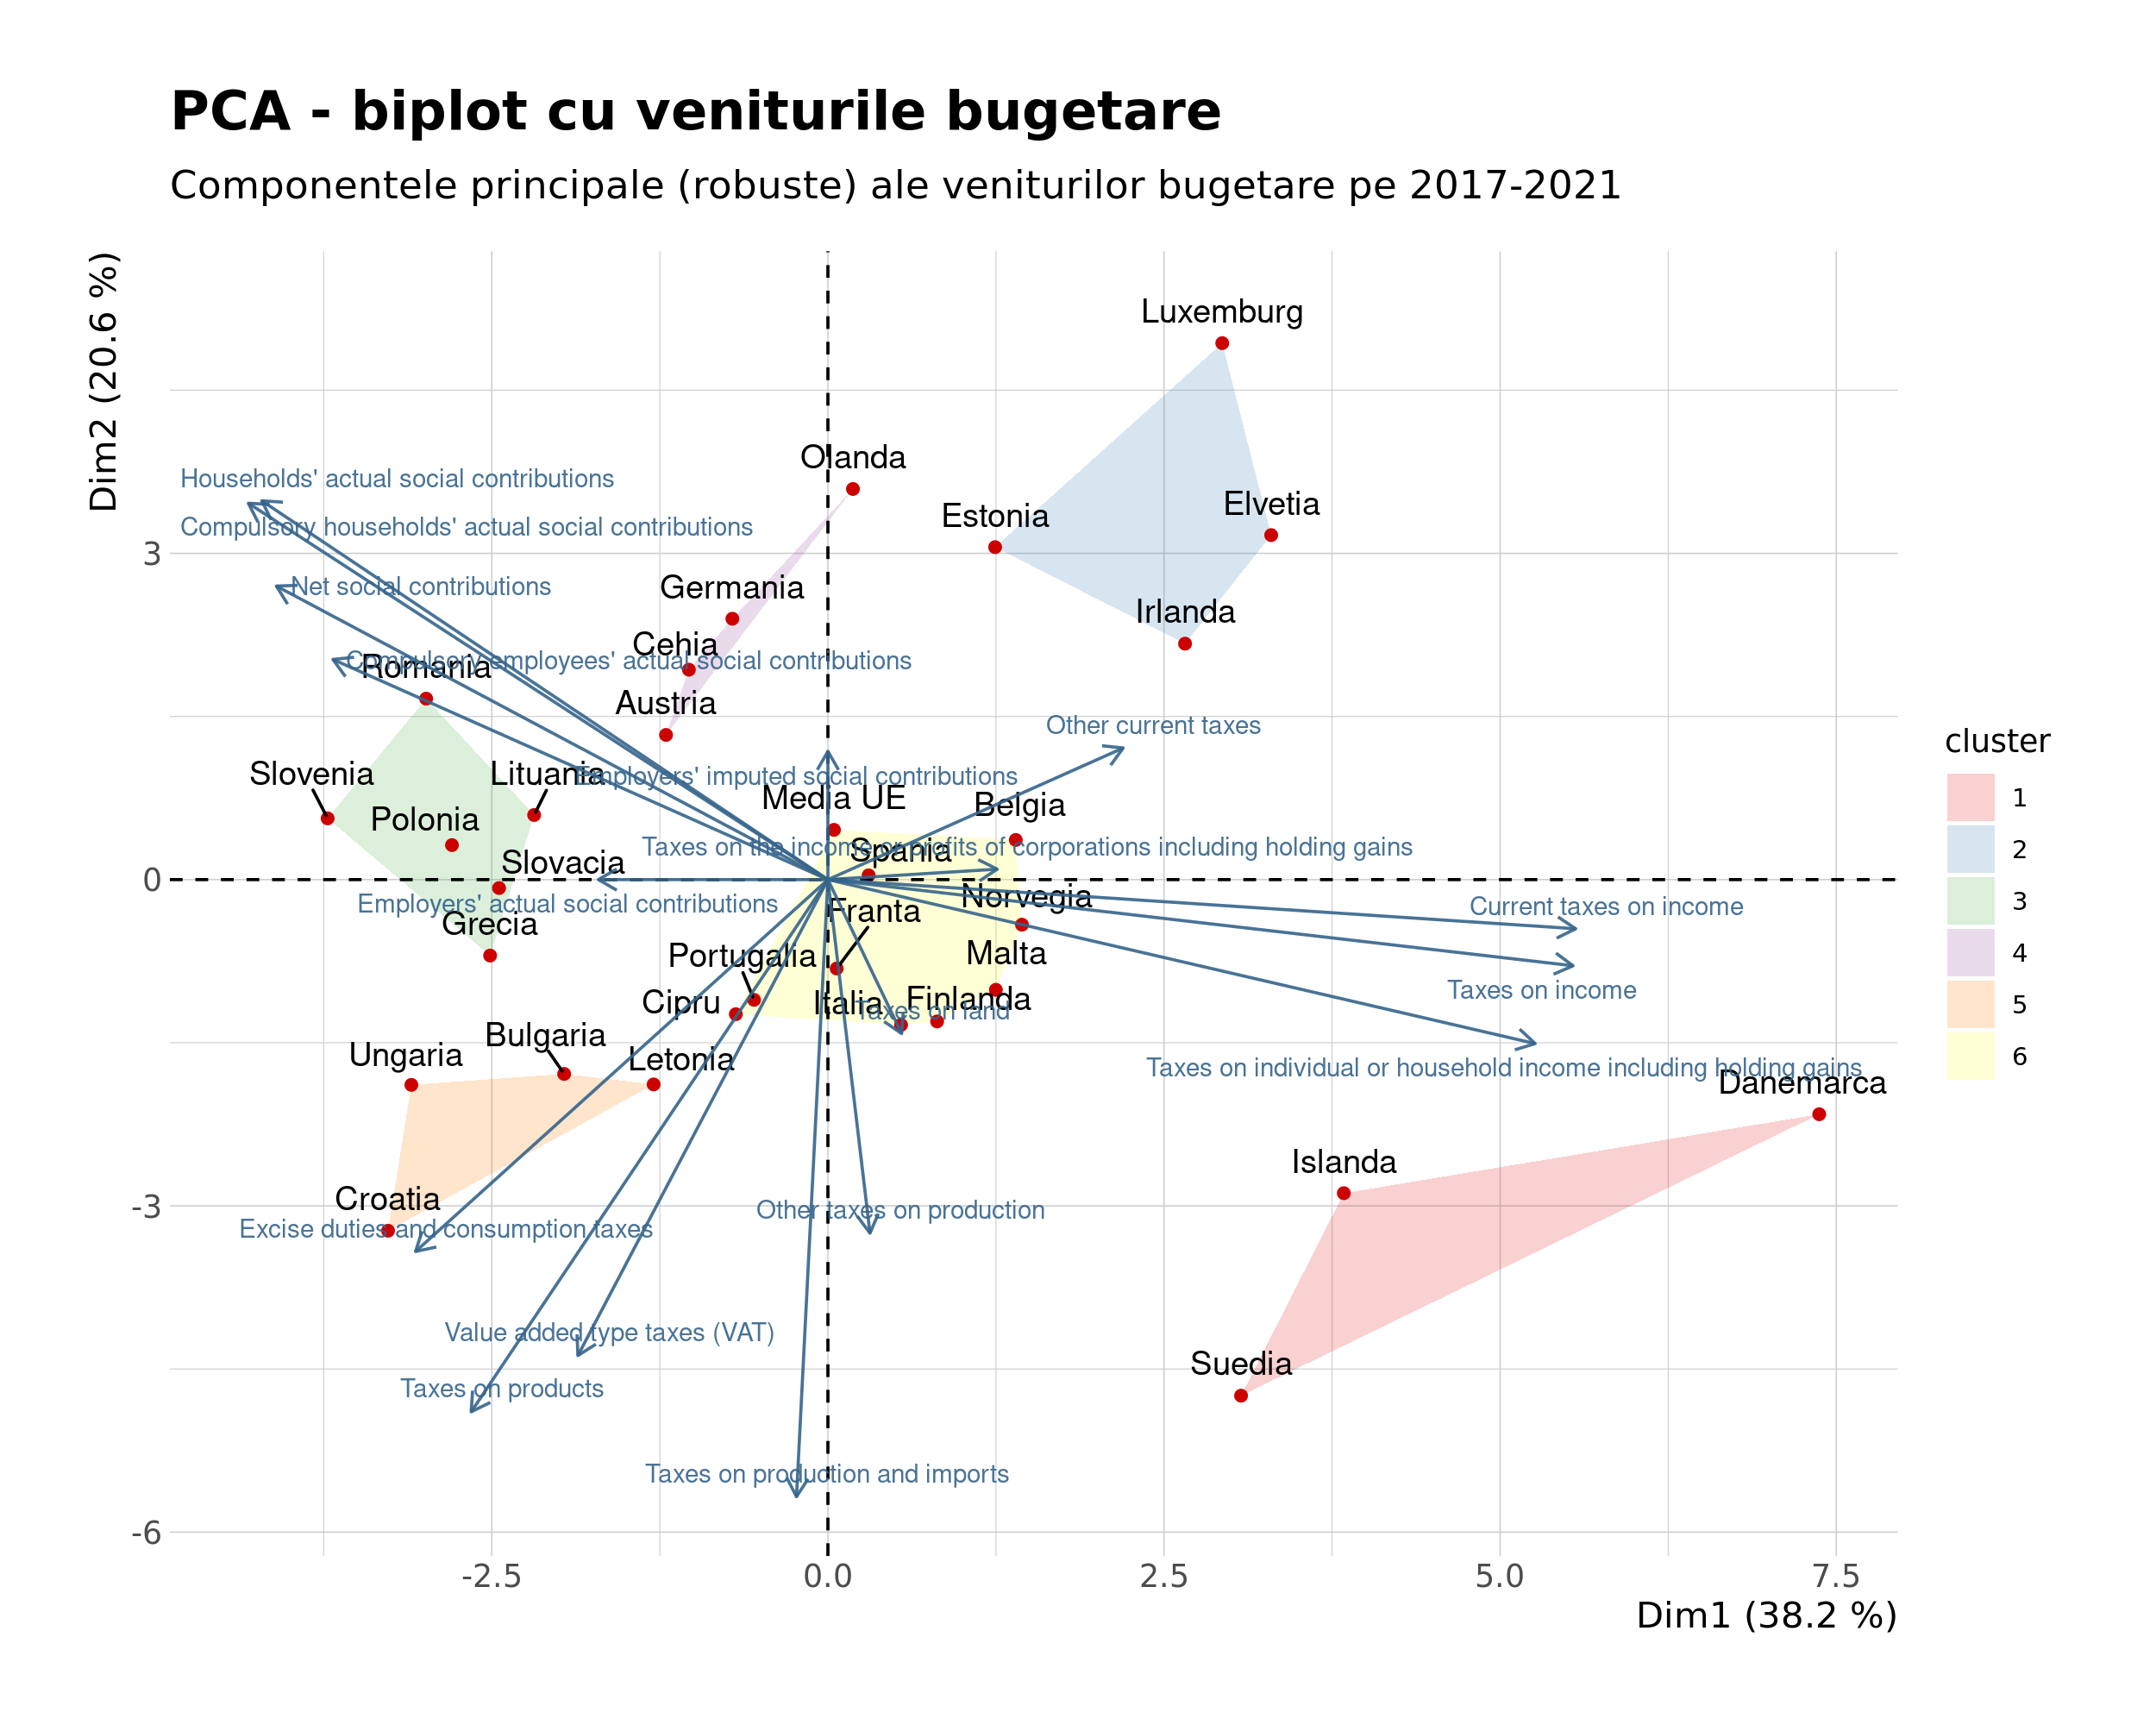 PCA - biplot cu veniturile bugetare
Componentele principale (robuste) ale veniturilor bugetare pe 2017-2021
Dim2 (20.6 %)
Luxemburg
Olanda
Households' actual social contributions
Estonia
Elvetia
Compulsory households' actual social contributions
3
Germania
Net social contributions
Irlanda
Cehia
Compulsory employees' actual social contributions
Romania
Austria
Other current taxes
Slovenia
Lituania
Employers' imputed social contributions
Media UE
Belgia
Polonia
Taxes on the income or profits of corporations including holding gains
Spania
Slovacia
0
Norvegia
Employers' actual social contributions
Current taxes on income
Franta
Grecia
Portugalia
Malta
Taxes on income
Cipru
Italia
Finlanda
Taxes on land
Bulgaria
Ungaria
Letonia
Taxes on individual or household income including holding gains
Danemarca
Islanda
Croatia
-3
Other taxes on production
Excise duties and consumption taxes
Value added type taxes (VAT)
Suedia
Taxes on products
Taxes on production and imports
-6
-2.5
0.0
2.5
5.0
7.5
Dim1 (38.2 %)
cluster
1
2
3
4
5
6